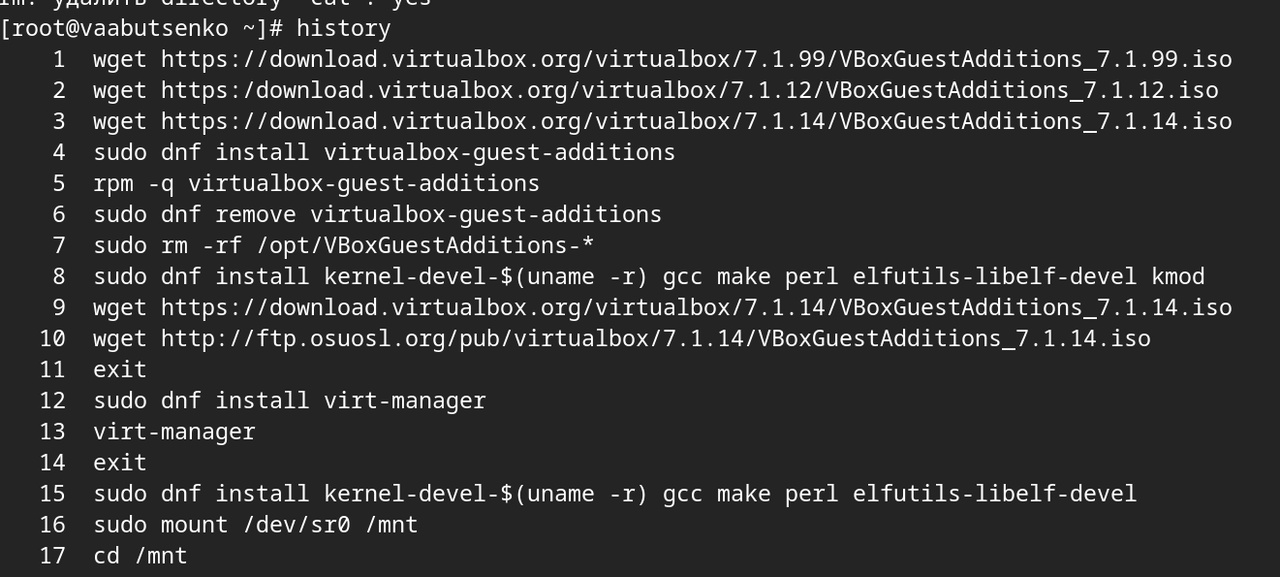 rm: удалить directory 'cat'? yes
[root@vaabutsenko ~]# history
1 wget https://download.virtualbox.org/virtualbox/7.1.99/VBoxGuestAdditions_7.1.99.iso
2 wget https:/download.virtualbox.org/virtualbox/7.1.12/VBoxGuestAdditions_7.1.12.iso
3 wget https://download.virtualbox.org/virtualbox/7.1.14/VBoxGuestAdditions_7.1.14.iso
4 sudo dnf install virtualbox-guest-additions
5 rpm -q virtualbox-guest-additions
6 sudo dnf remove virtualbox-guest-additions
7 sudo rm -rf /opt/VBoxGuestAdditions-*
8 sudo dnf install kernel-devel-$(uname -r) gcc make perl elfutils-libelf-devel kmod
9 wget https://download.virtualbox.org/virtualbox/7.1.14/VBoxGuestAdditions_7.1.14.iso
10 wget http://ftp.osuosl.org/pub/virtualbox/7.1.14/VBoxGuestAdditions_7.1.14.iso
11 exit
12 sudo dnf install virt-manager
13 virt-manager
14 exit
15 sudo dnf install kernel-devel-$(uname -r) gcc make perl elfutils-libelf-devel
16 sudo mount /dev/sr0 /mnt
17 cd /mnt